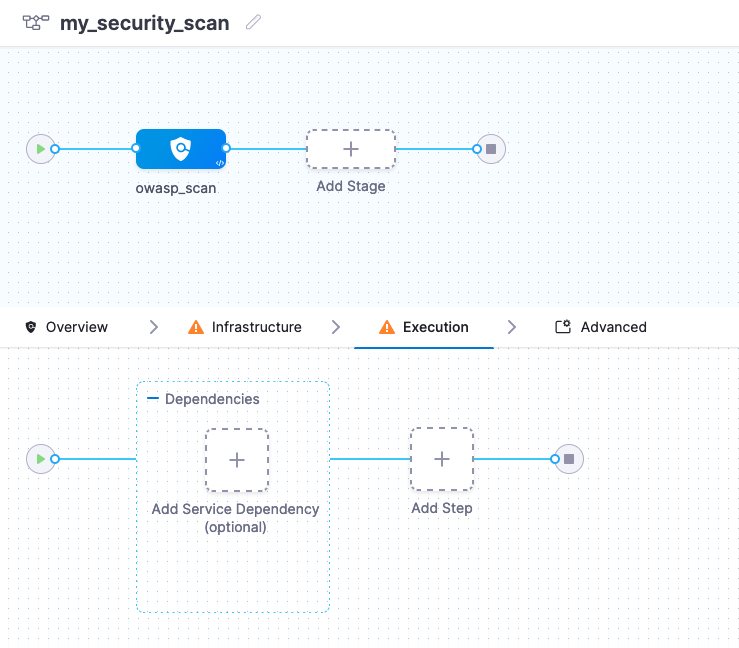 my_security_scan
owasp_scan
Add Stage
Overview
Infrastructure
Execution
Advanced
Dependencies
Add Service Dependency
(optional)
Add Step